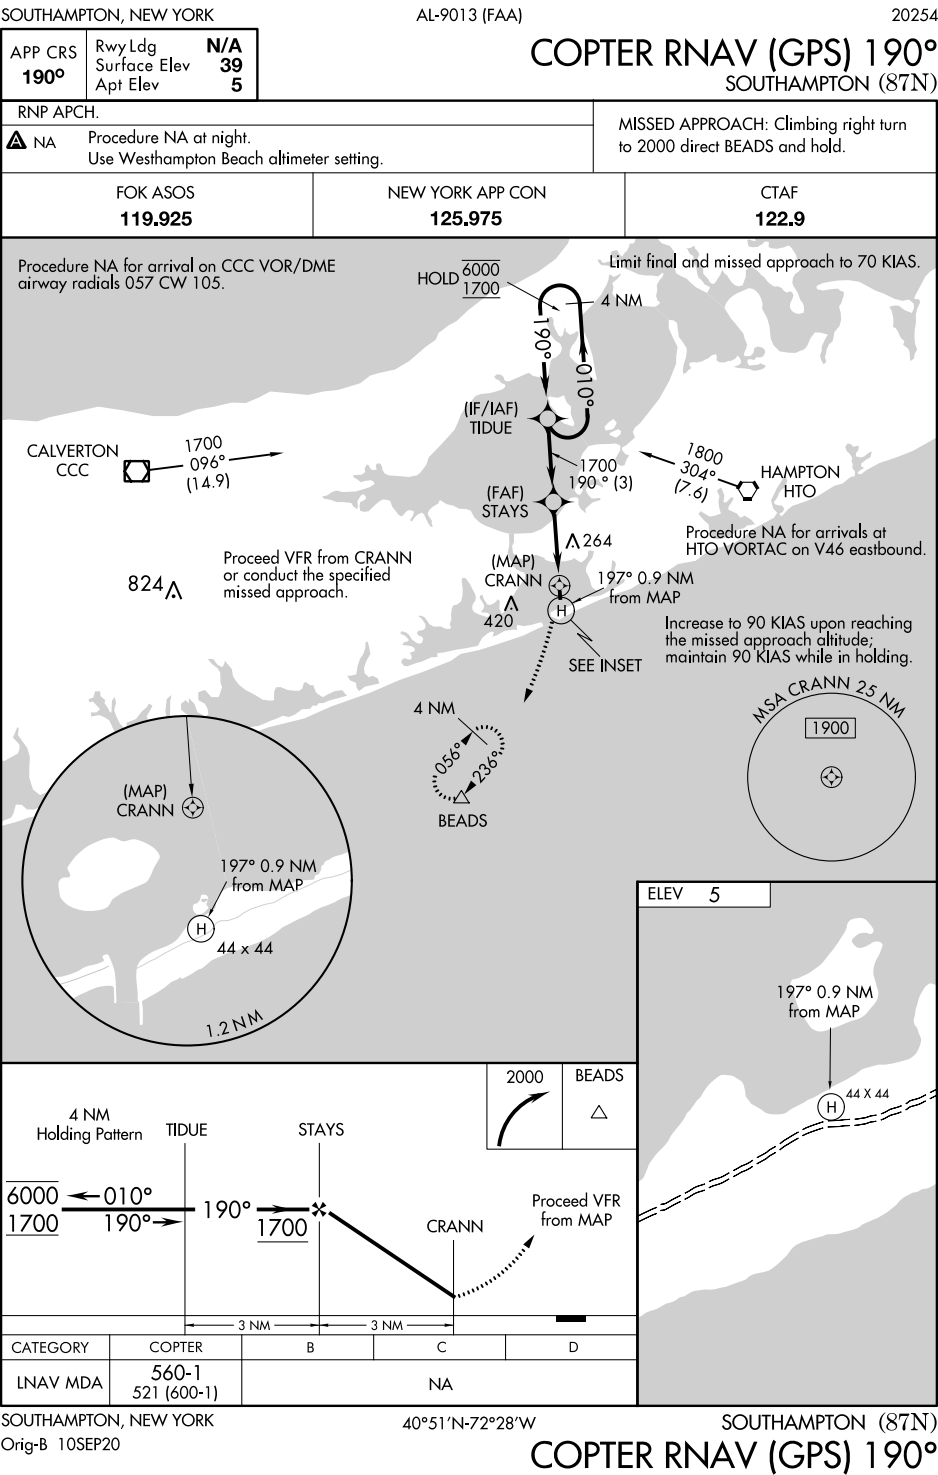 SOUTHAMPTON, NEW YORK
AL-9013 (FAA)
20254
APP CRS
190°
Rwy Ldg N/A
Surface Elev 39
Apt Elev 5
COPTER RNAV (GPS) 190°
SOUTHAMPTON (87N)
RNP APCH.
A NA
Procedure NA at night.
Use Westhampton Beach altimeter setting.
MISSED APPROACH: Climbing right turn
to 2000 direct BEADS and hold.
FOK ASOS
119.925
NEW YORK APP CON
125.975
CTAF
122.9
Procedure NA for arrival on CCC VOR/DME
airway radials 057 CW 105.
HOLD 6000
1700
4 NM
Limit final and missed approach to 70 KIAS.
190°
010°
(IF/IAF)
TIDUE
CALVERTON
CCC
1700
096°
(14.9)
1700
190° (3)
1800
304°
(7.6)
HAMPTON
HTO
(FAF)
STAYS
Procedure NA for arrivals at
HTO VORTAC on V46 eastbound.
264
Proceed VFR from CRANN
or conduct the specified
missed approach.
824
(MAP)
CRANN
197° 0.9 NM
from MAP
420
H
SEE INSET
Increase to 90 KIAS upon reaching
the missed approach altitude;
maintain 90 KIAS while in holding.
4 NM
056°
236°
BEADS
MSA CRANN 25 NM
1900
(MAP)
CRANN
197° 0.9 NM
from MAP
H
44 x 44
1.2 NM
ELEV 5
197° 0.9 NM
from MAP
H
44 X 44
2000
BEADS
4 NM
Holding Pattern
TIDUE
STAYS
6000
010°
1700
190°
190°
1700
CRANN
Proceed VFR
from MAP
3 NM
3 NM
CATEGORY
COPTER
B
C
D
LNAV MDA
560-1
521 (600-1)
NA
SOUTHAMPTON, NEW YORK
Orig-B 10SEP20
40°51'N-72°28'W
SOUTHAMPTON (87N)
COPTER RNAV (GPS) 190°